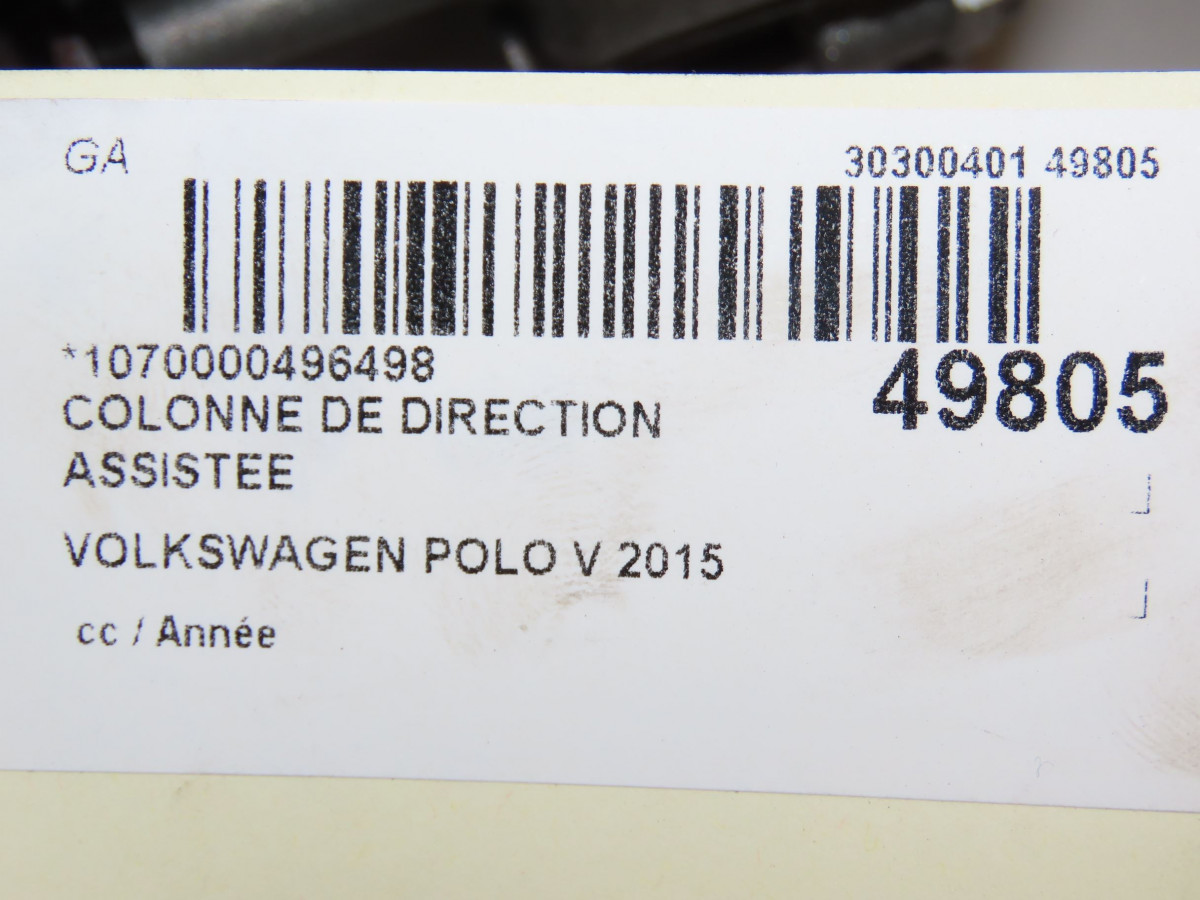 GA
30300401 49805
*1070000496498
49805
COLONNE DE DIRECTION
ASSISTEE
VOLKSWAGEN POLO V 2015
cc / Année